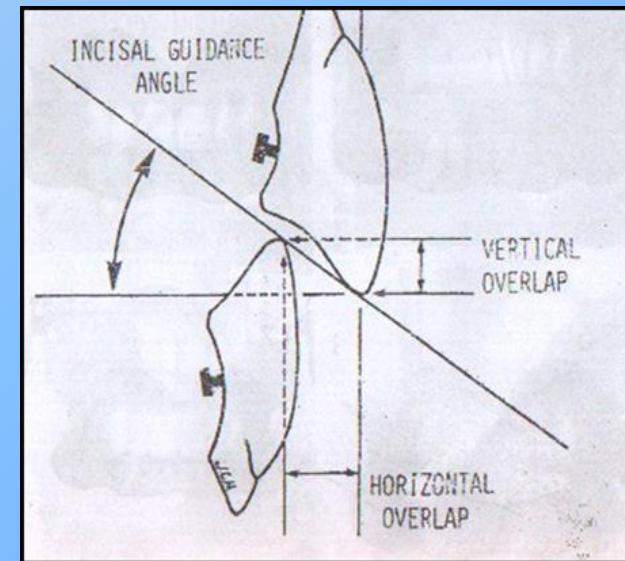 INCISAL GUIDANCE
ANGLE
VERTICAL
OVERLAP
HORIZONTAL
OVERLAP